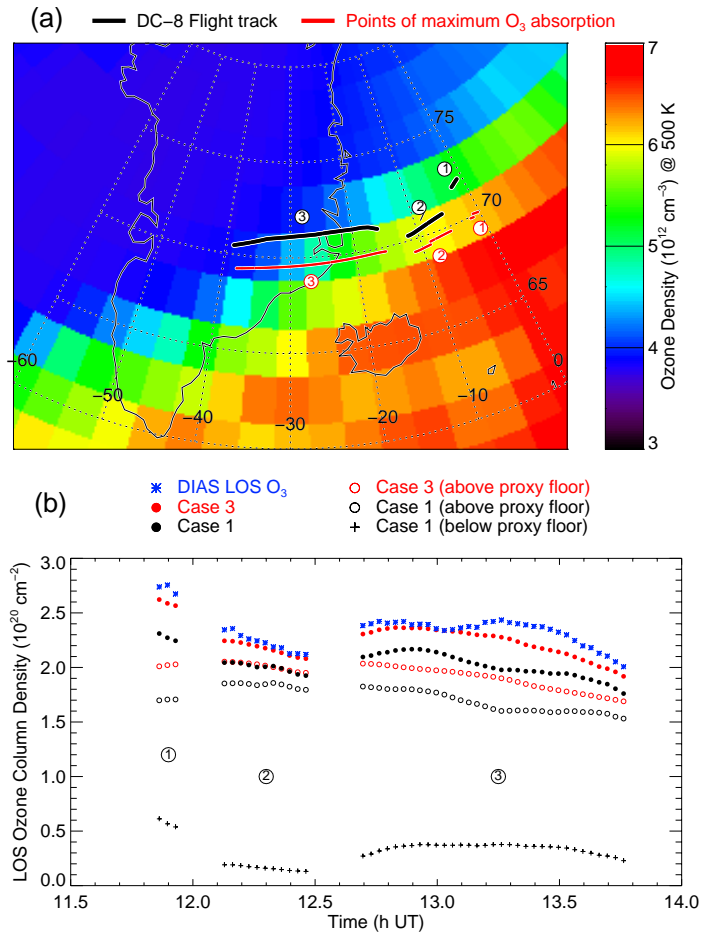 (a)
DC-8 Flight track
Points of maximum O3 absorption
75
70
65
0
-10
-20
-30
-40
-50
-60
1
2
3
1
2
3
7
6
5
4
3
Ozone Density (10^12 cm^-3) @ 500 K
(b)
DIAS LOS O3
Case 3 (above proxy floor)
Case 3
Case 1 (above proxy floor)
Case 1
Case 1 (below proxy floor)
LOS Ozone Column Density (10^20 cm^-2)
3.0
2.5
2.0
1.5
1.0
0.5
0.0
1
2
3
11.5
12.0
12.5
13.0
13.5
14.0
Time (h UT)